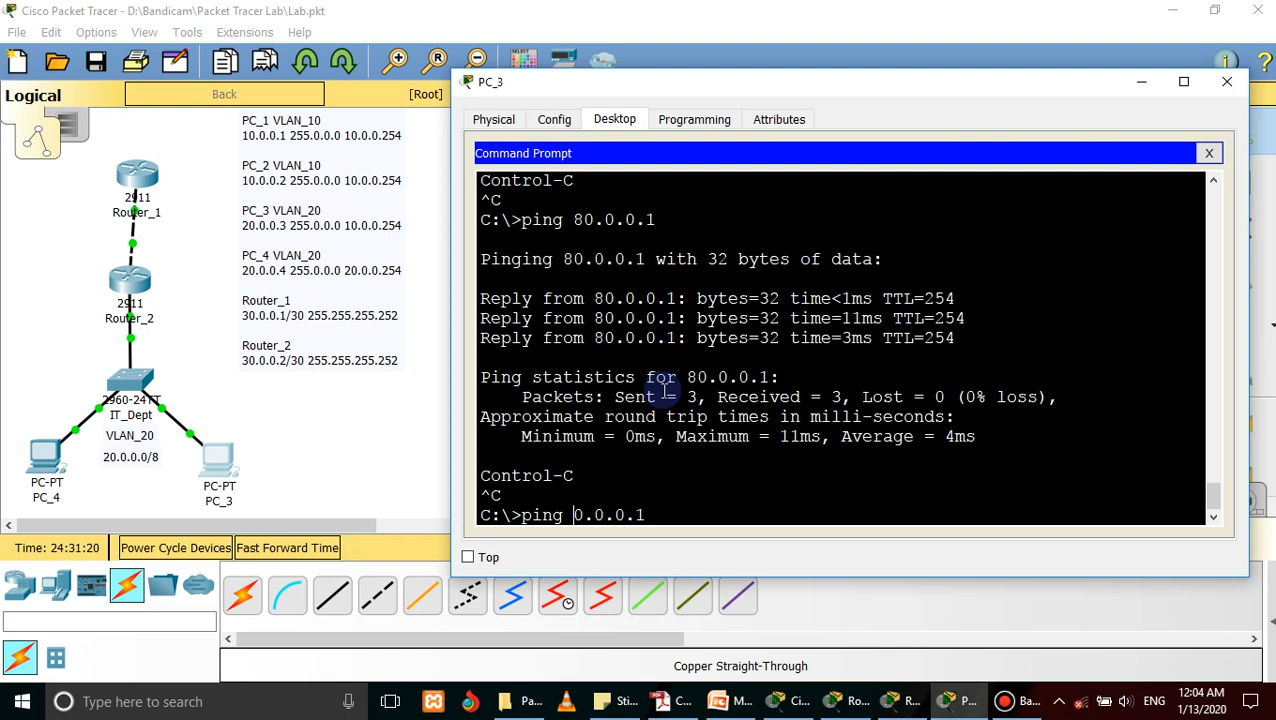 Cisco Packet Tracer - D:\Bandicam\Packet Tracer Lab\Lab.pkt
File Edit Options View Tools Extensions Help
Logical
Back
[Root]
PC_1 VLAN_10
10.0.0.1 255.0.0.0 10.0.0.254
PC_2 VLAN_10
10.0.0.2 255.0.0.0 10.0.0.254
PC_3 VLAN_20
20.0.0.3 255.0.0.0 20.0.0.254
PC_4 VLAN_20
20.0.0.4 255.0.0.0 20.0.0.254
Router_1
30.0.0.1/30 255.255.255.252
Router_2
30.0.0.2/30 255.255.255.252
2911
Router_1
2911
Router_2
2960-24TT
IT_Dept
VLAN_20
20.0.0.0/8
PC-PT
PC_4
PC-PT
PC_3
PC_3
Physical Config Desktop Programming Attributes
Command Prompt
X
Control-C
^C
C:\>ping 80.0.0.1
Pinging 80.0.0.1 with 32 bytes of data:
Reply from 80.0.0.1: bytes=32 time<1ms TTL=254
Reply from 80.0.0.1: bytes=32 time=11ms TTL=254
Reply from 80.0.0.1: bytes=32 time=3ms TTL=254
Ping statistics for 80.0.0.1:
Packets: Sent = 3, Received = 3, Lost = 0 (0% loss),
Approximate round trip times in milli-seconds:
Minimum = 0ms, Maximum = 11ms, Average = 4ms
Control-C
^C
C:\>ping 0.0.0.1
Top
Time: 24:31:20
Power Cycle Devices
Fast Forward Time
Copper Straight-Through
Type here to search
Pa...
Sti...
C...
M...
Ci...
Ro...
R...
P...
Ba...
ENG
12:04 AM
1/13/2020